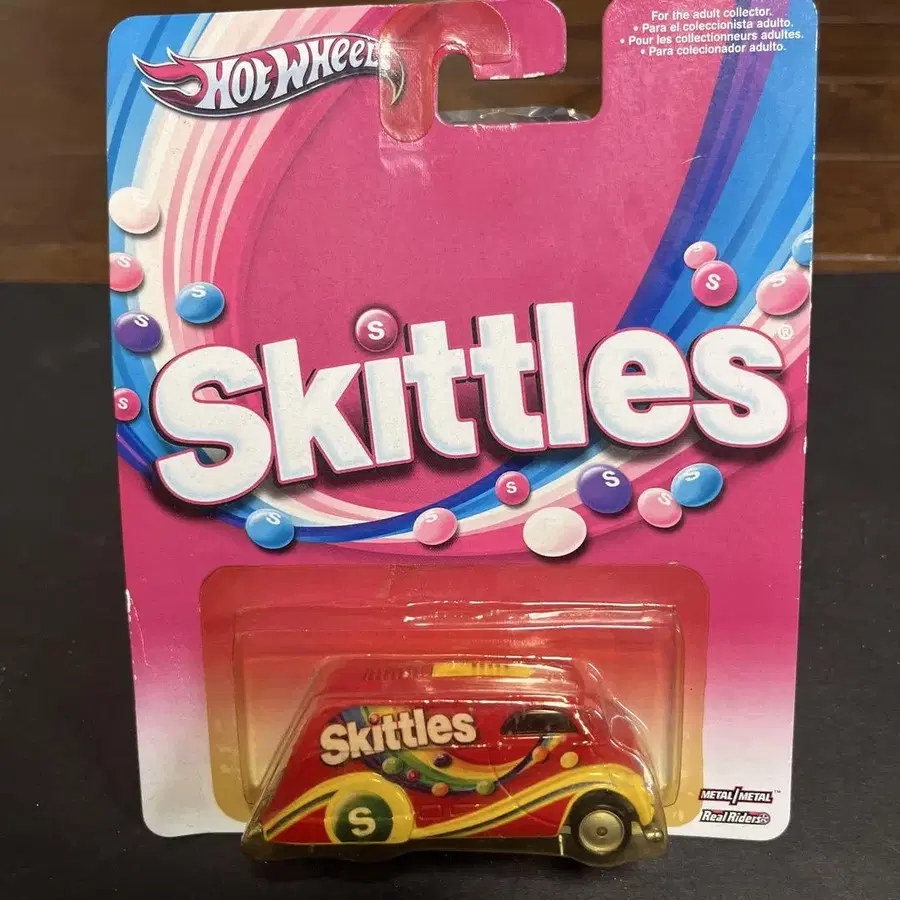 HOT WHEELS
For the adult collector.
• Para el coleccionista adulto.
• Pour les collectionneurs adultes.
• Para colecionador adulto.
S
S
S
S
S
S
S
Skittles®
S
S
S
S
S
S
Skittles
S
METAL/METAL™
Real Riders